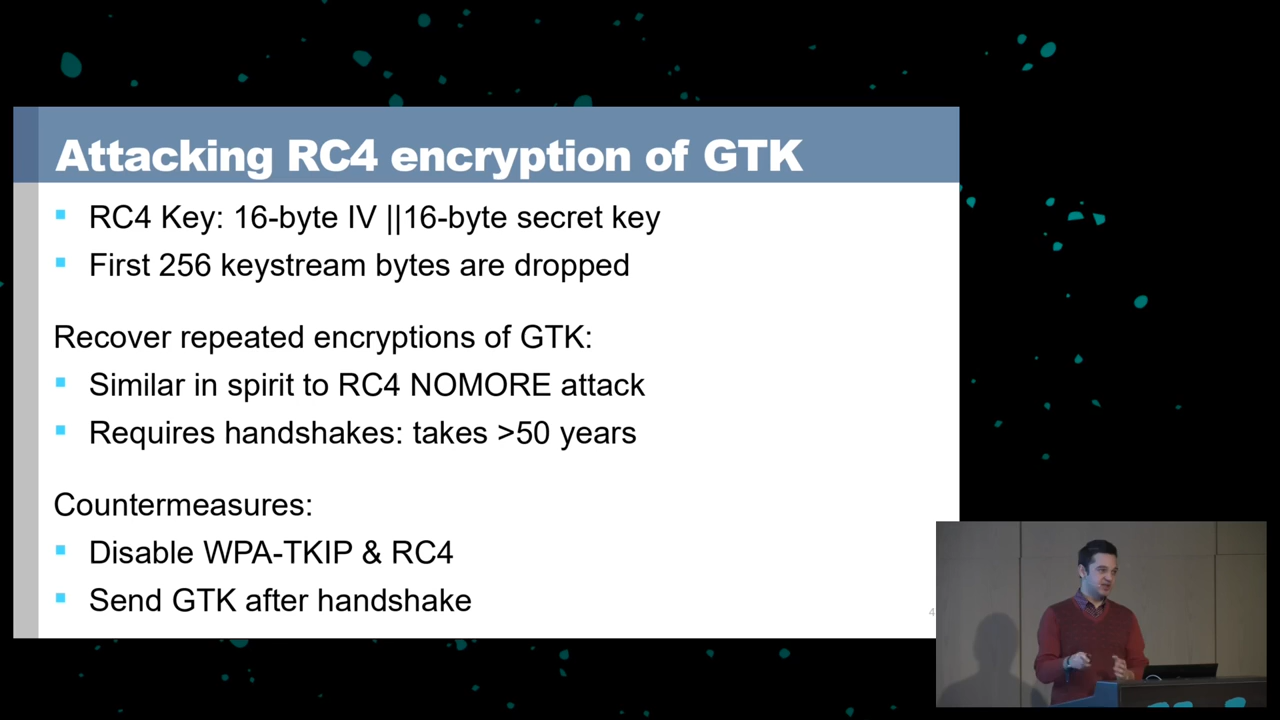 Attacking RC4 encryption of GTK
▪ RC4 Key: 16-byte IV ||16-byte secret key
▪ First 256 keystream bytes are dropped
Recover repeated encryptions of GTK:
▪ Similar in spirit to RC4 NOMORE attack
▪ Requires handshakes: takes >50 years
Countermeasures:
▪ Disable WPA-TKIP & RC4
▪ Send GTK after handshake